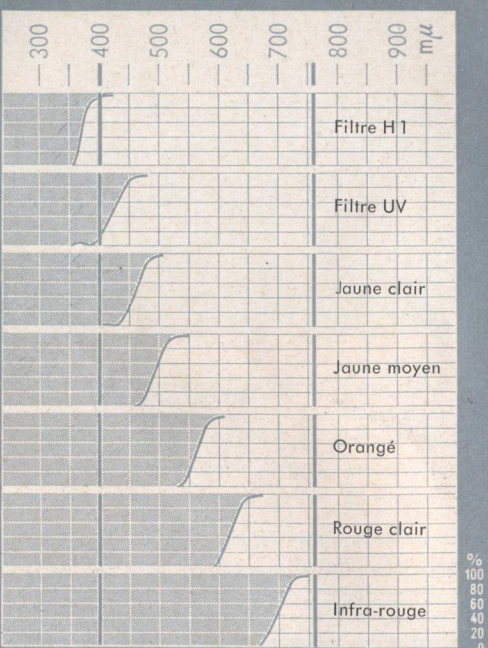 300 400 500 600 700 800 900 mµ
Filtre H 1
Filtre UV
Jaune clair
Jaune moyen
Orangé
Rouge clair
Infra-rouge
%
100
80
60
40
20
0